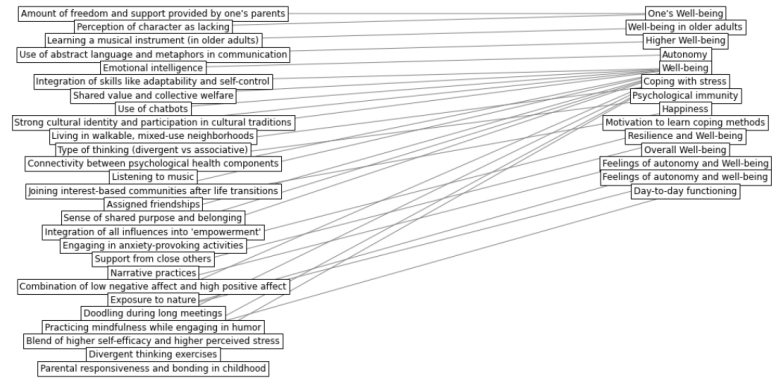 Amount of freedom and support provided by one's parents
Perception of character as lacking
Learning a musical instrument (in older adults)
Use of abstract language and metaphors in communication
Emotional intelligence
Integration of skills like adaptability and self-control
Shared value and collective welfare
Use of chatbots
Strong cultural identity and participation in cultural traditions
Living in walkable, mixed-use neighborhoods
Type of thinking (divergent vs associative)
Connectivity between psychological health components
Listening to music
Joining interest-based communities after life transitions
Assigned friendships
Sense of shared purpose and belonging
Integration of all influences into 'empowerment'
Engaging in anxiety-provoking activities
Support from close others
Narrative practices
Combination of low negative affect and high positive affect
Exposure to nature
Doodling during long meetings
Practicing mindfulness while engaging in humor
Blend of higher self-efficacy and higher perceived stress
Divergent thinking exercises
Parental responsiveness and bonding in childhood
One's Well-being
Well-being in older adults
Higher Well-being
Autonomy
Well-being
Coping with stress
Psychological immunity
Happiness
Motivation to learn coping methods
Resilience and Well-being
Overall Well-being
Feelings of autonomy and Well-being
Feelings of autonomy and well-being
Day-to-day functioning